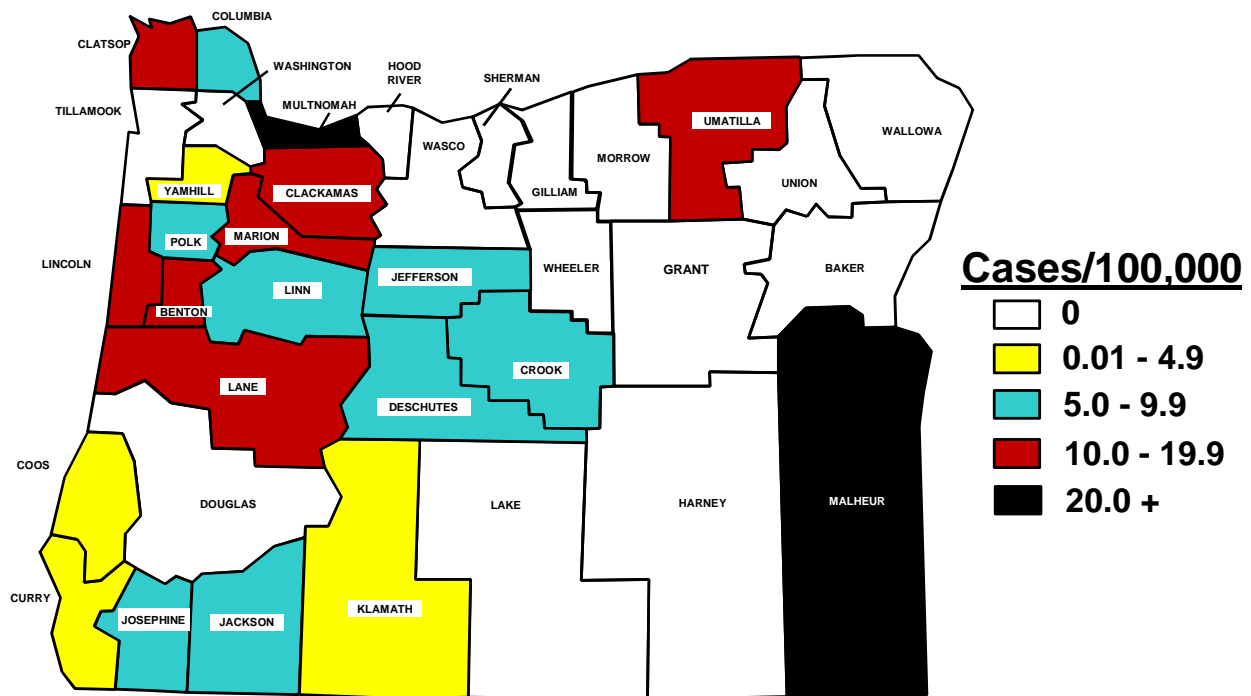 COLUMBIA
CLATSOP
WASHINGTON
HOOD
RIVER
SHERMAN
TILLAMOOK
MULTNOMAH
UMATILLA
WALLOWA
WASCO
MORROW
UNION
YAMHILL
CLACKAMAS
GILLIAM
POLK
MARION
LINCOLN
WHEELER
GRANT
BAKER
JEFFERSON
LINN
BENTON
CROOK
LANE
DESCHUTES
COOS
DOUGLAS
LAKE
HARNEY
MALHEUR
CURRY
JOSEPHINE
JACKSON
KLAMATH
Cases/100,000
0
0.01 - 4.9
5.0 - 9.9
10.0 - 19.9
20.0 +